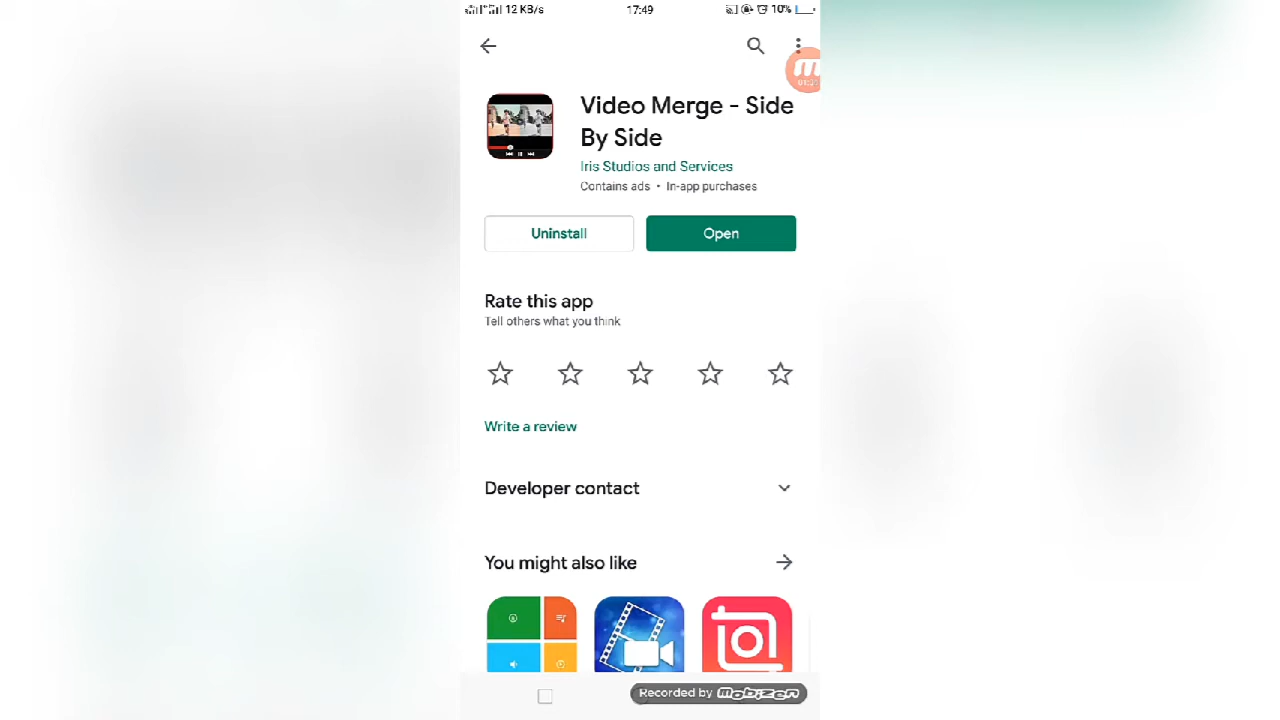 12 KB/s 17:49 10%
Video Merge - Side
By Side
Iris Studios and Services
Contains ads • In-app purchases
Uninstall Open
Rate this app
Tell others what you think
Write a review
Developer contact
You might also like
Recorded by mobizen